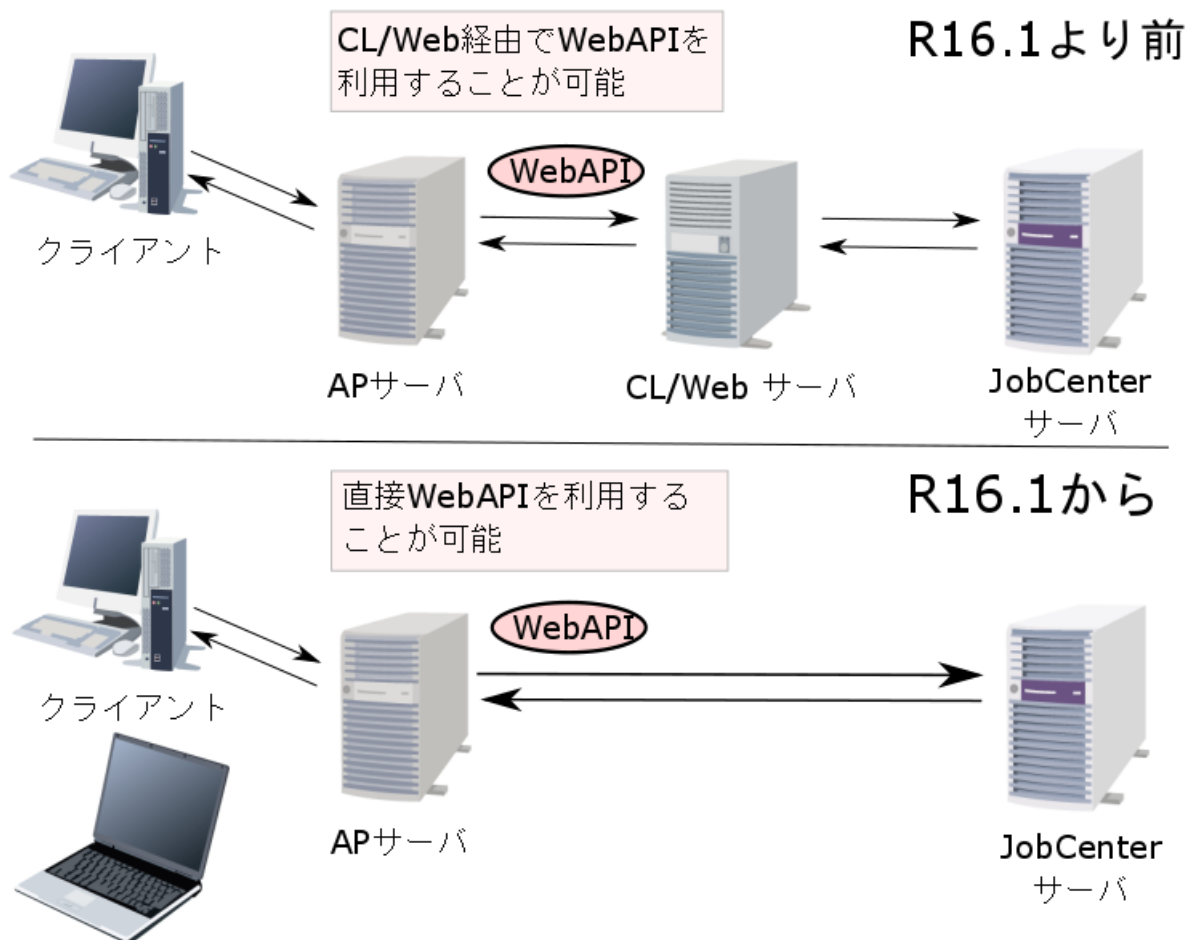 R16.1より前
CL/Web経由でWebAPIを
利用することが可能
WebAPI
クライアント
APサーバ
CL/Web サーバ
JobCenter
サーバ
R16.1から
直接WebAPIを利用する
ことが可能
WebAPI
クライアント
APサーバ
JobCenter
サーバ